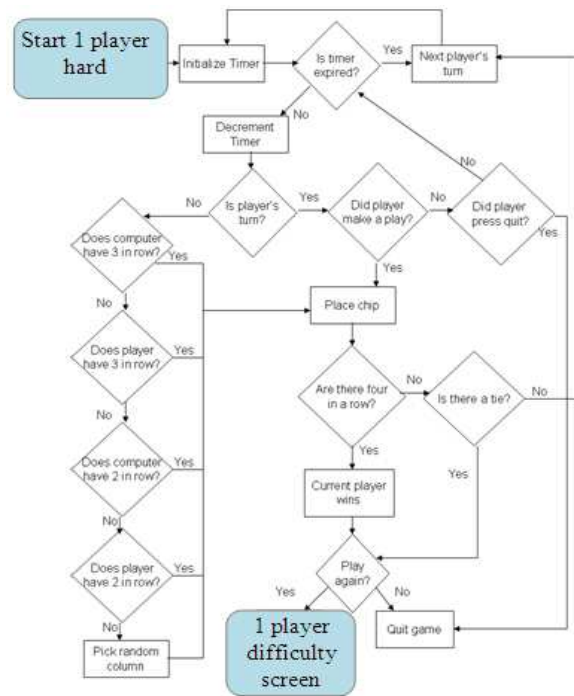 Start 1 player
hard
Initialize Timer
Is timer
expired?
Yes
Next player's
turn
No
Decrement
Timer
No
Is player's
turn?
Yes
Did player
make a play?
No
Did player
press quit?
No
Yes
Does computer
have 3 in row?
Yes
Yes
Place chip
No
Does player
have 3 in row?
Yes
Are there four
in a row?
No
Is there a tie?
No
No
Yes
Yes
Does computer
have 2 in row?
Yes
Current player
wins
No
Does player
have 2 in row?
Yes
Play
again?
Yes
No
No
Pick random
column
1 player
difficulty
screen
Quit game